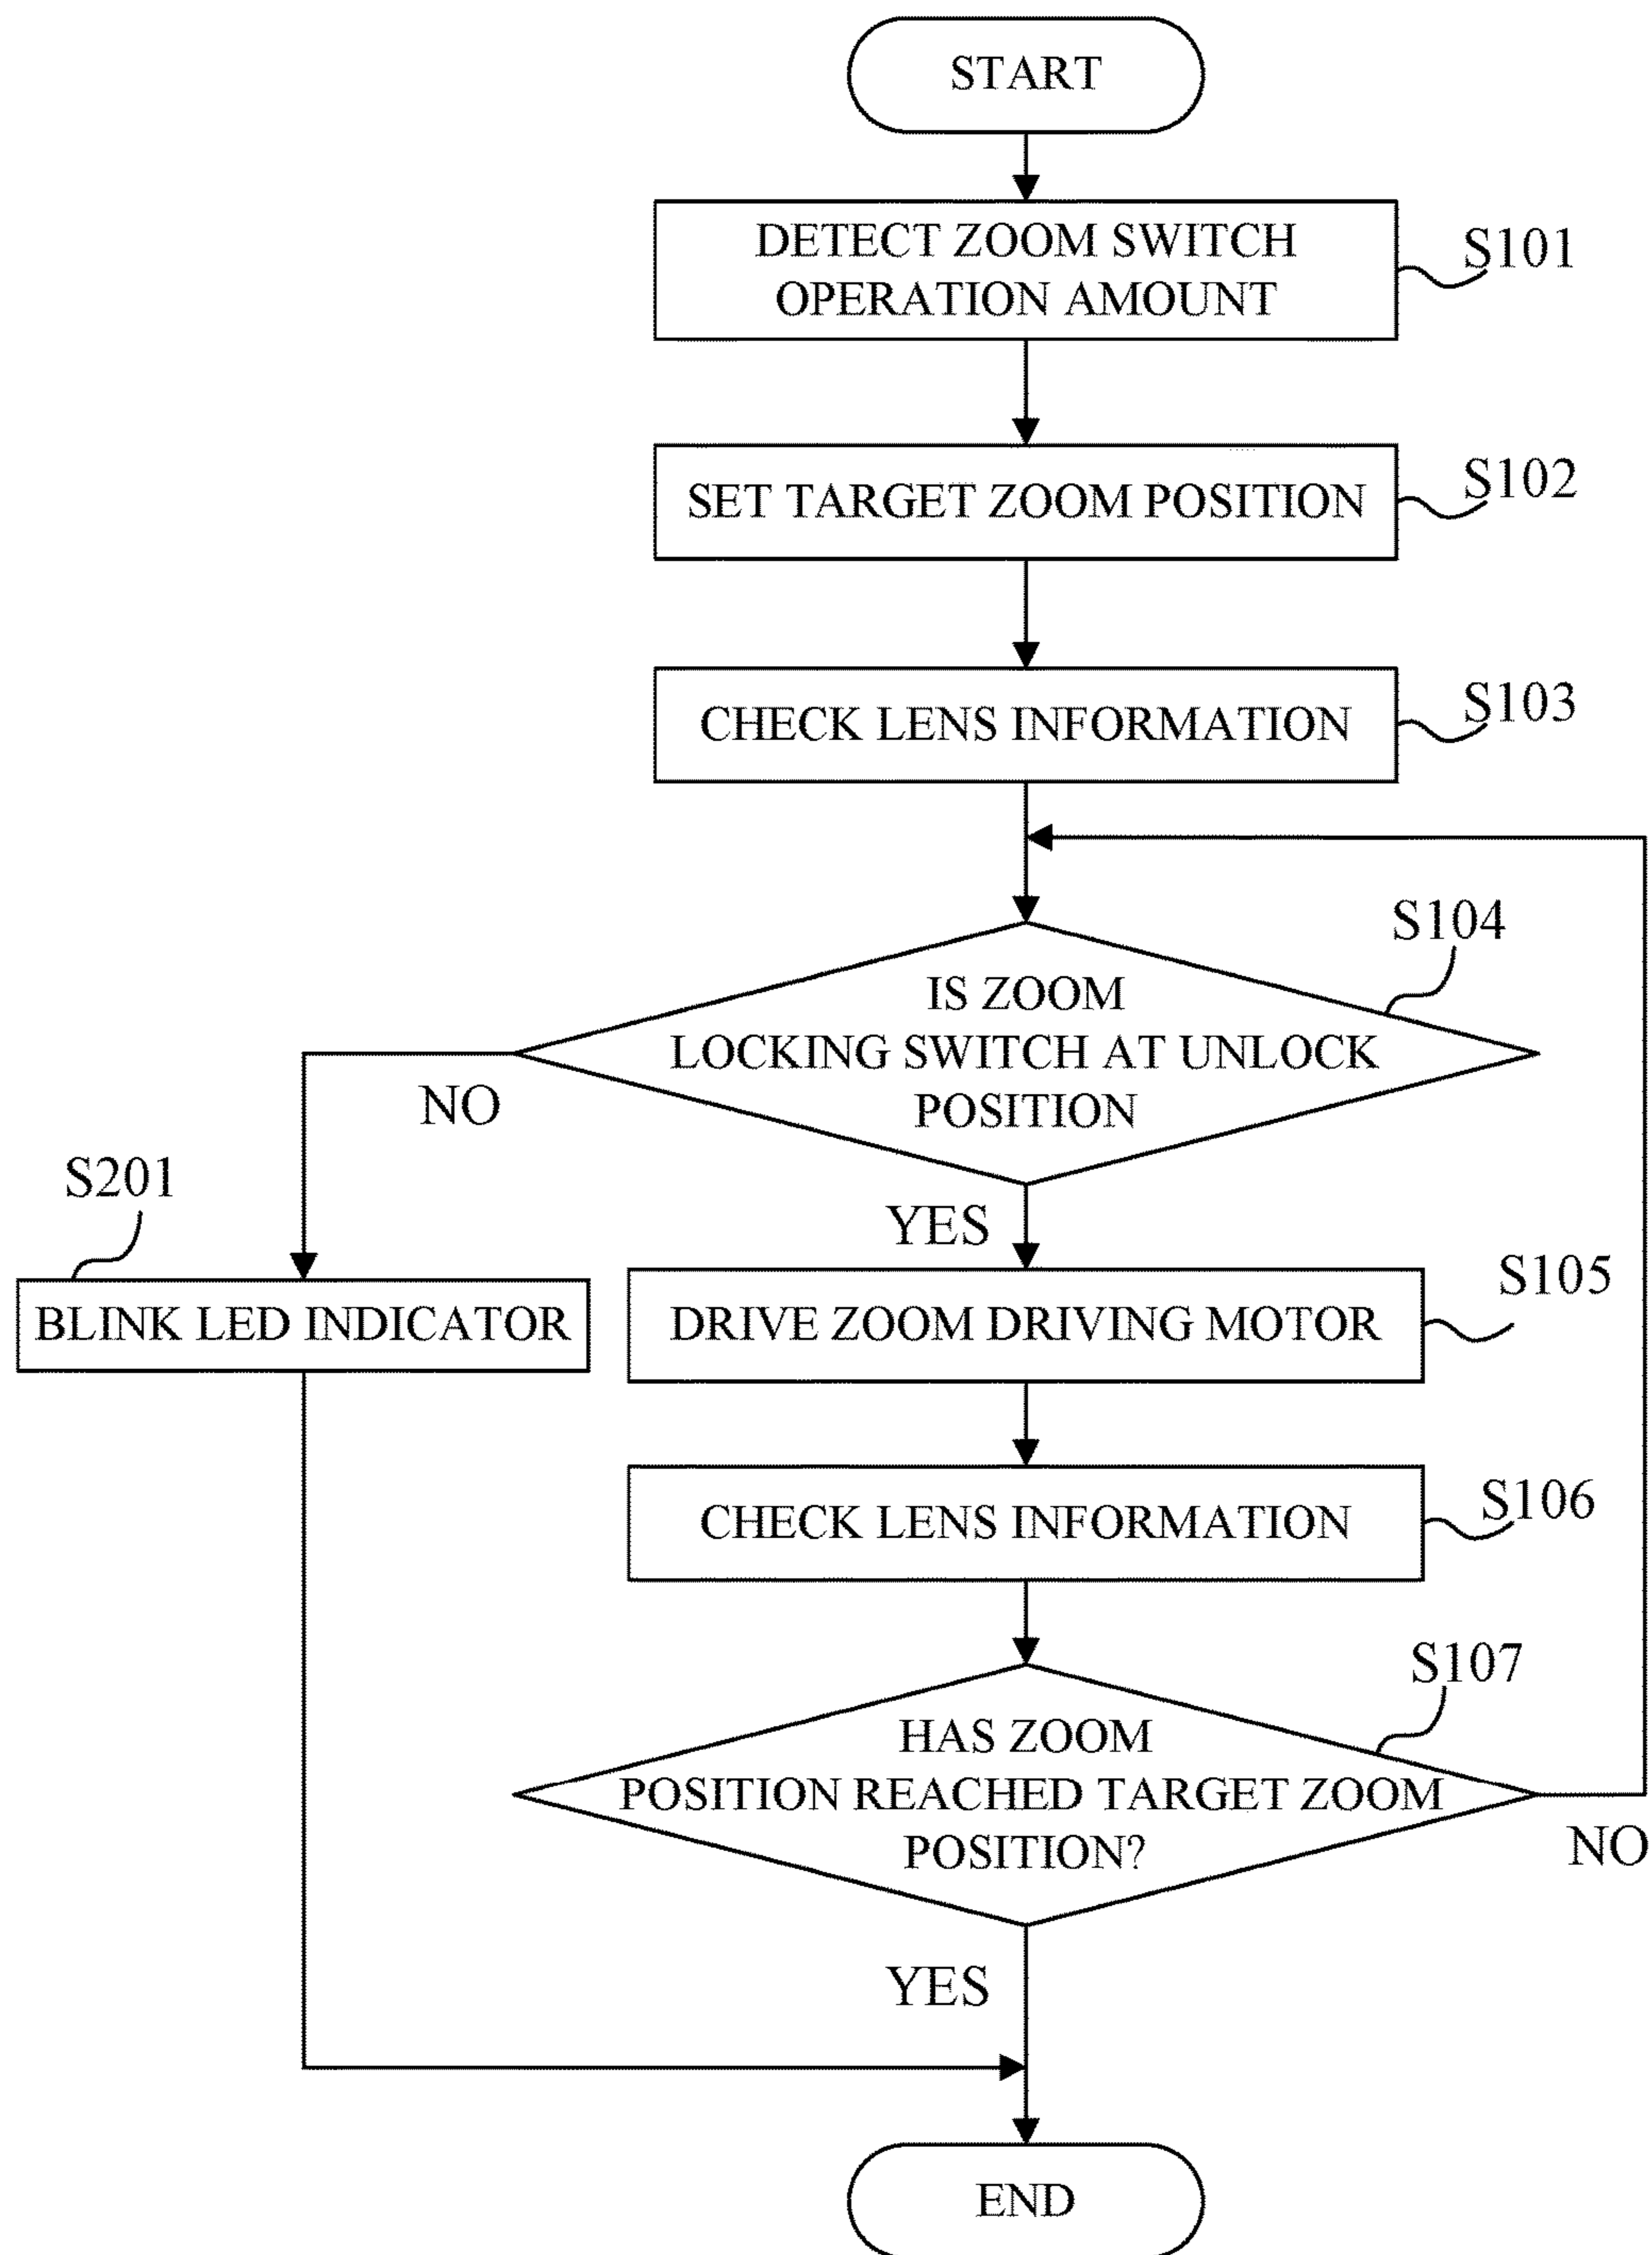 START
DETECT ZOOM SWITCH
OPERATION AMOUNT
S101
SET TARGET ZOOM POSITION
S102
CHECK LENS INFORMATION
S103
S104
IS ZOOM
LOCKING SWITCH AT UNLOCK
POSITION
NO
YES
S201
BLINK LED INDICATOR
DRIVE ZOOM DRIVING MOTOR
S105
CHECK LENS INFORMATION
S106
S107
HAS ZOOM
POSITION REACHED TARGET ZOOM
POSITION?
NO
YES
END